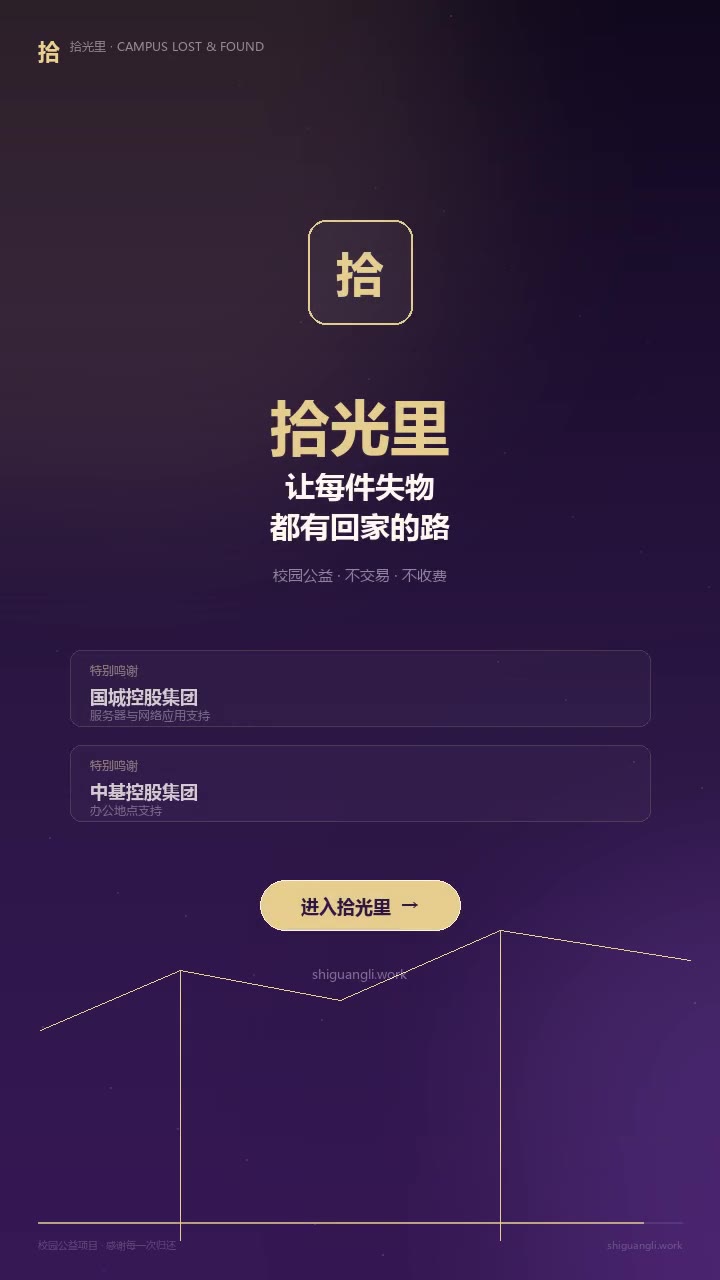 拾 拾光里 · CAMPUS LOST & FOUND
拾
拾光里
让每件失物
都有回家的路
校园公益 · 不交易 · 不收费
特别鸣谢
国城控股集团
服务器与网络应用支持
特别鸣谢
中基控股集团
办公地点支持
进入拾光里 →
shiguangli.work
校园公益项目 · 感谢每一次归还
shiguangli.work